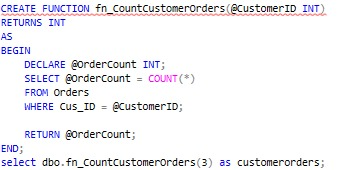 CREATE FUNCTION fn_CountCustomerOrders(@CustomerID INT)
RETURNS INT
AS
BEGIN
DECLARE @OrderCount INT;
SELECT @OrderCount = COUNT(*)
FROM Orders
WHERE Cus_ID = @CustomerID;
RETURN @OrderCount;
END;
select dbo.fn_CountCustomerOrders(3) as customerorders;